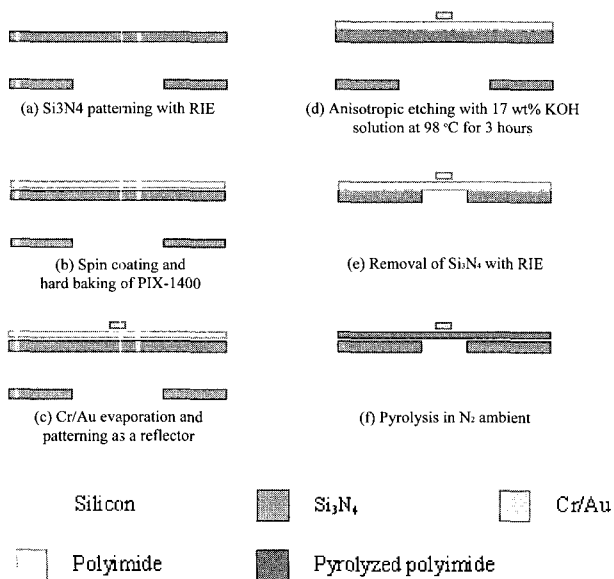 (a) Si3N4 patterning with RIE
(b) Spin coating and
hard baking of PIX-1400
(c) Cr/Au evaporation and
patterning as a reflector
(d) Anisotropic etching with 17 wt% KOH
solution at 98 °C for 3 hours
(e) Removal of Si₃N₄ with RIE
(f) Pyrolysis in N₂ ambient
Silicon
Si₃N₄
Cr/Au
Polyimide
Pyrolyzed polyimide